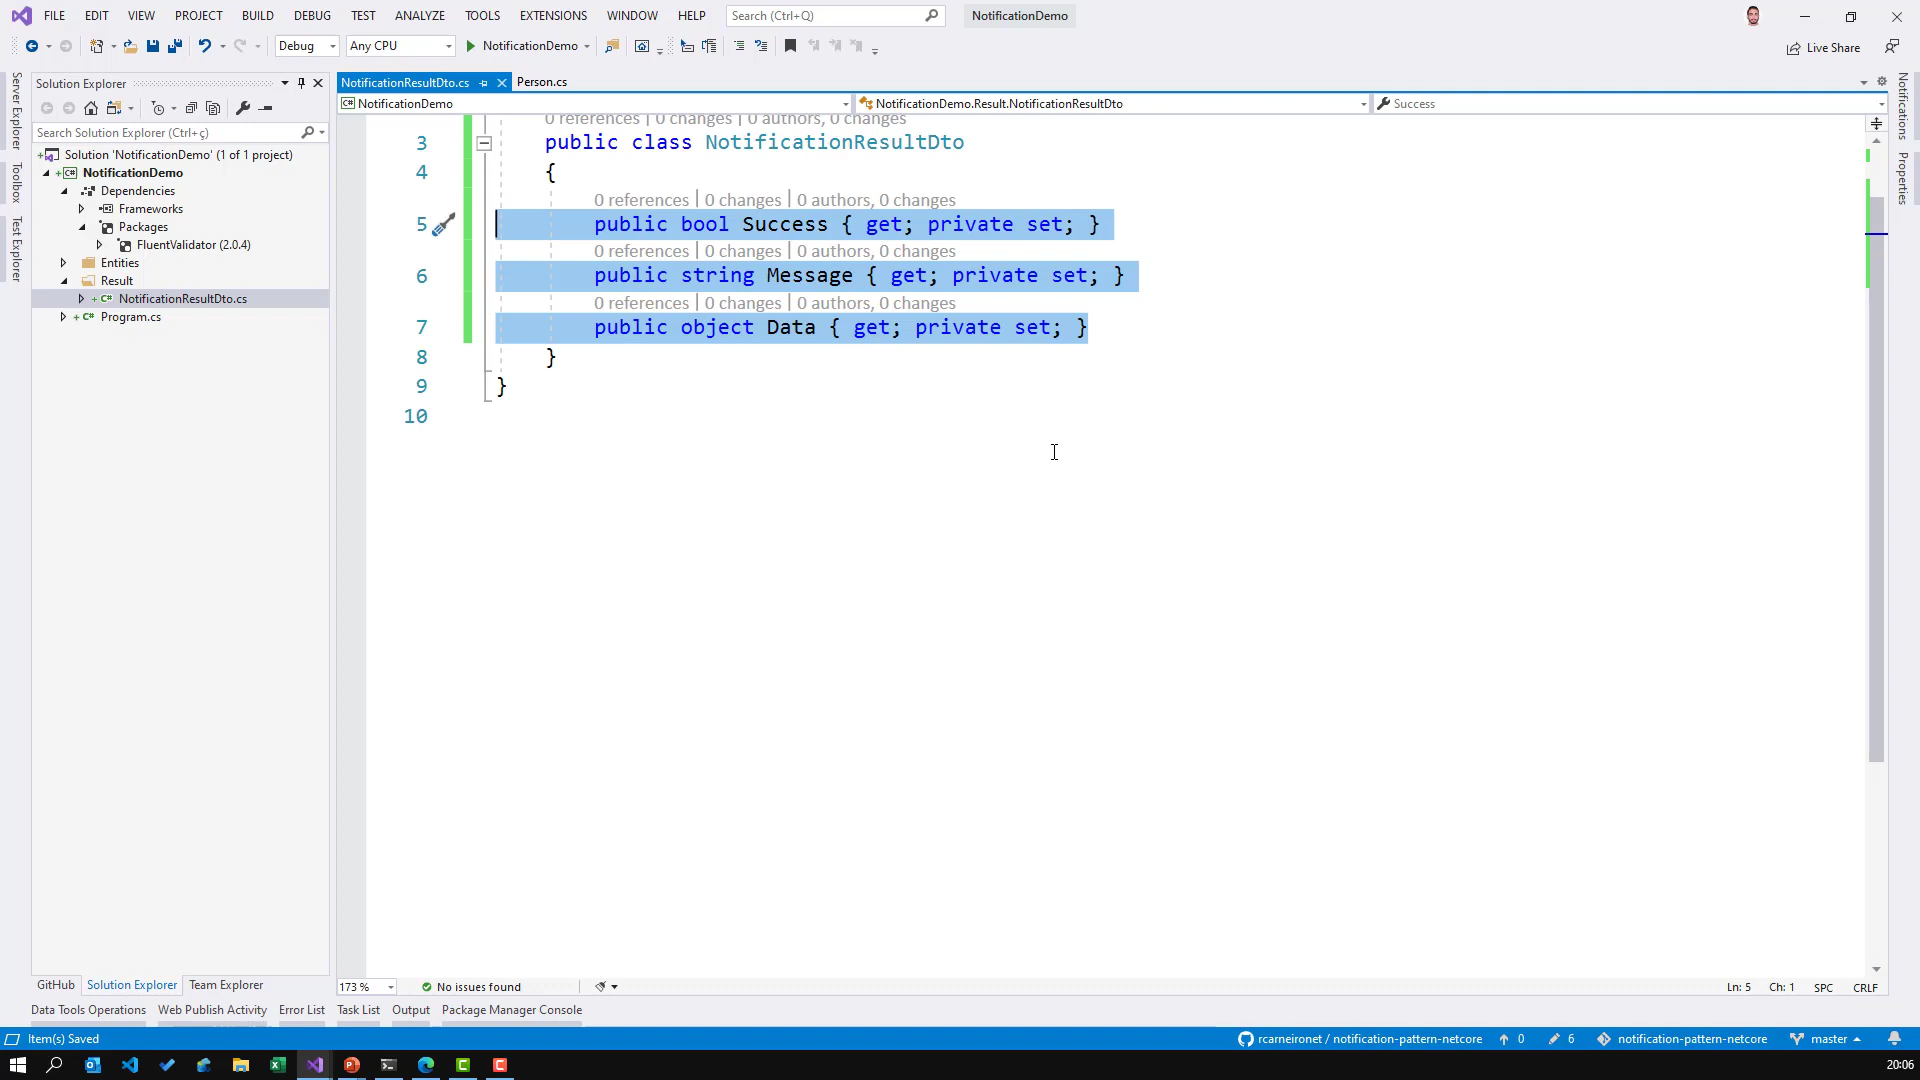 FILE EDIT VIEW PROJECT BUILD DEBUG TEST ANALYZE TOOLS EXTENSIONS WINDOW HELP Search (Ctrl+Q) NotificationDemo
Debug Any CPU NotificationDemo Live Share
Server Explorer
Toolbox
Test Explorer
Solution Explorer
Search Solution Explorer (Ctrl+ç)
Solution 'NotificationDemo' (1 of 1 project)
NotificationDemo
Dependencies
Frameworks
Packages
FluentValidator (2.0.4)
Entities
Result
NotificationResultDto.cs
Program.cs
GitHub Solution Explorer Team Explorer
NotificationResultDto.cs Person.cs
NotificationDemo NotificationDemo.Result.NotificationResultDto Success
0 references | 0 changes | 0 authors, 0 changes
3 public class NotificationResultDto
4 {
0 references | 0 changes | 0 authors, 0 changes
5 public bool Success { get; private set; }
0 references | 0 changes | 0 authors, 0 changes
6 public string Message { get; private set; }
0 references | 0 changes | 0 authors, 0 changes
7 public object Data { get; private set; }
8 }
9 }
10
Notifications
Properties
173 % No issues found Ln: 5 Ch: 1 SPC CRLF
Data Tools Operations Web Publish Activity Error List Task List Output Package Manager Console
Item(s) Saved rcarneironet / notification-pattern-netcore 0 6 notification-pattern-netcore master
20:06